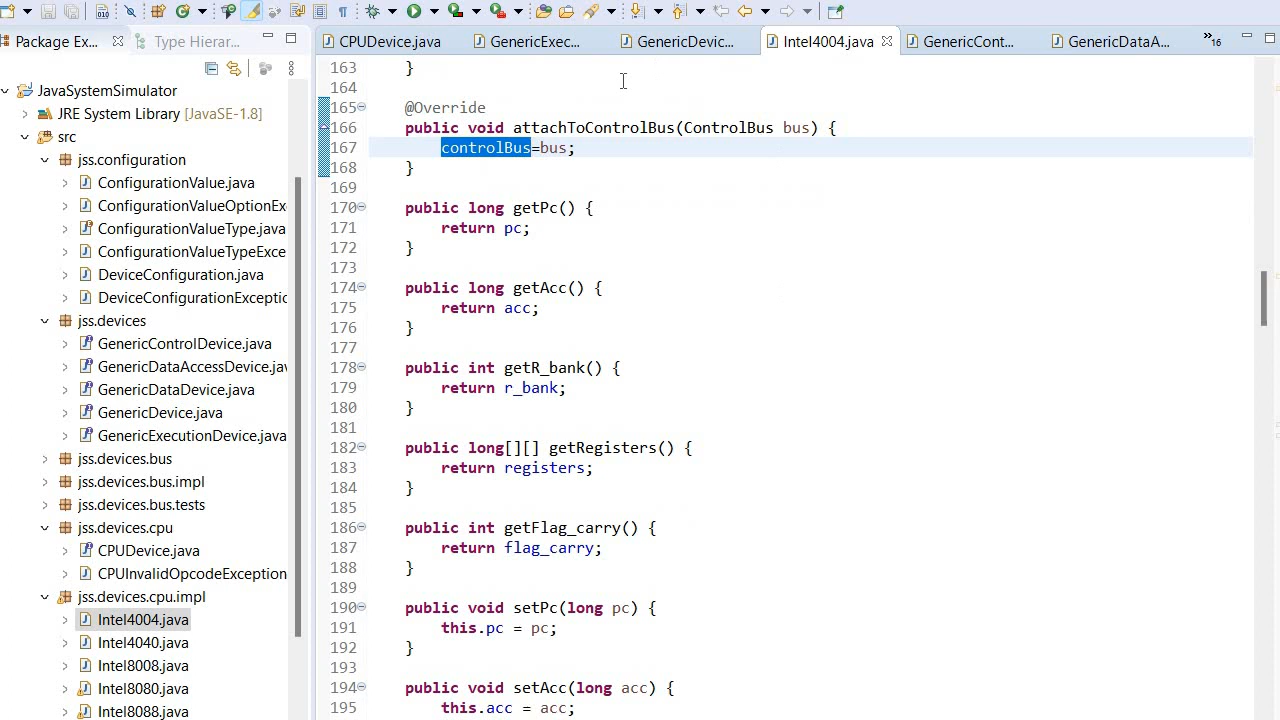 Package Ex...
Type Hierar...
JavaSystemSimulator
JRE System Library [JavaSE-1.8]
src
jss.configuration
ConfigurationValue.java
ConfigurationValueOptionEx
ConfigurationValueType.java
ConfigurationValueTypeExce
DeviceConfiguration.java
DeviceConfigurationExceptic
jss.devices
GenericControlDevice.java
GenericDataAccessDevice.jav
GenericDataDevice.java
GenericDevice.java
GenericExecutionDevice.java
jss.devices.bus
jss.devices.bus.impl
jss.devices.bus.tests
jss.devices.cpu
CPUDevice.java
CPUInvalidOpcodeException
jss.devices.cpu.impl
Intel4004.java
Intel4040.java
Intel8008.java
Intel8080.java
Intel8088.java
CPUDevice.java
GenericExec...
GenericDevic...
Intel4004.java
GenericCont...
GenericDataA...
»16
163 }
164
165 @Override
166 public void attachToControlBus(ControlBus bus) {
167 controlBus=bus;
168 }
169
170 public long getPc() {
171 return pc;
172 }
173
174 public long getAcc() {
175 return acc;
176 }
177
178 public int getR_bank() {
179 return r_bank;
180 }
181
182 public long[][] getRegisters() {
183 return registers;
184 }
185
186 public int getFlag_carry() {
187 return flag_carry;
188 }
189
190 public void setPc(long pc) {
191 this.pc = pc;
192 }
193
194 public void setAcc(long acc) {
195 this.acc = acc;